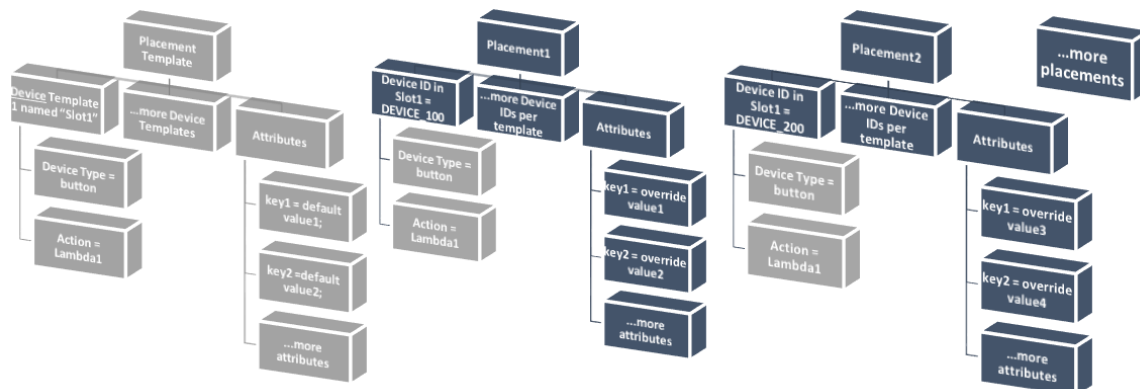 Placement
Template
Device Template
1 named “Slot1”
...more Device
Templates
Attributes
Device Type =
button
Action =
Lambda1
key1 = default
value1;
key2 =default
value2;
...more
attributes
Placement1
Device ID in
Slot1 =
DEVICE_100
...more Device
IDs per
template
Attributes
Device Type =
button
Action =
Lambda1
key1 = override
value1
key2 = override
value2
...more
attributes
Placement2
Device ID in
Slot1 =
DEVICE_200
...more Device
IDs per
template
Attributes
Device Type =
button
Action =
Lambda1
key1 = override
value3
key2 = override
value4
...more
attributes
...more
placements